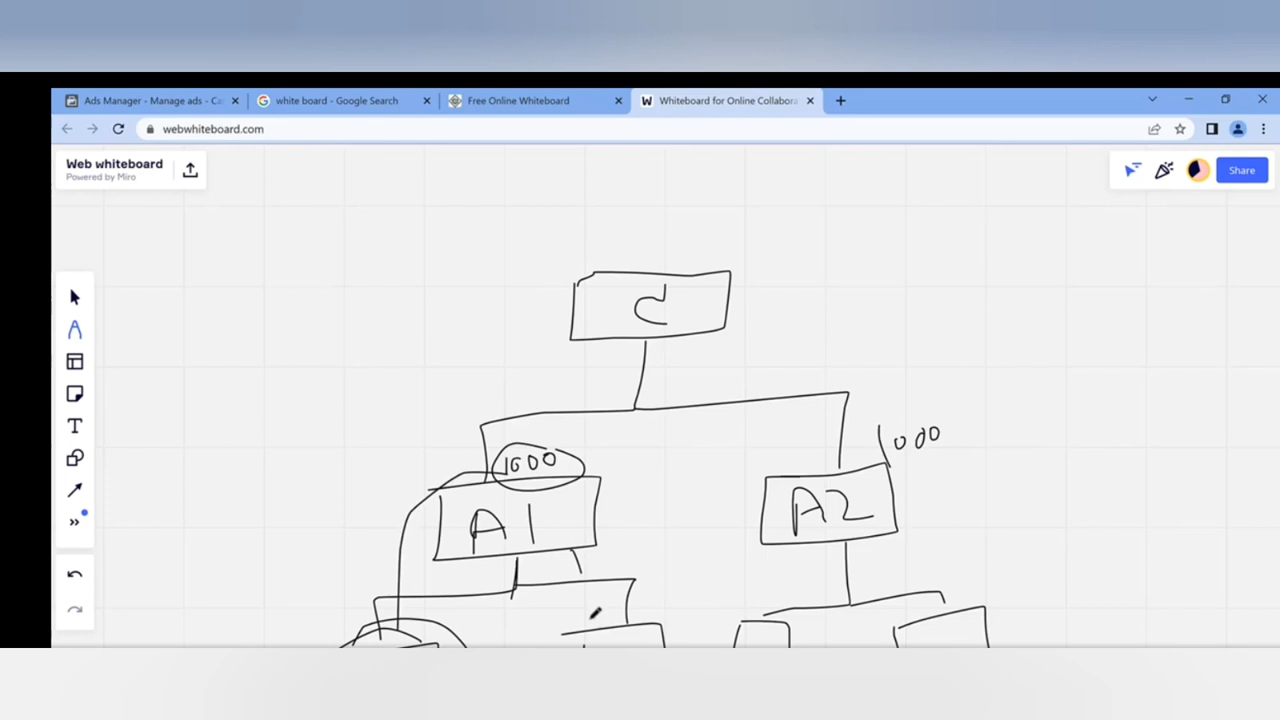 Ads Manager - Manage ads - Ca
white board - Google Search
Free Online Whiteboard
Whiteboard for Online Collabora
webwhiteboard.com
Web whiteboard
Powered by Miro
Share
C
1000
1000
A1
A2